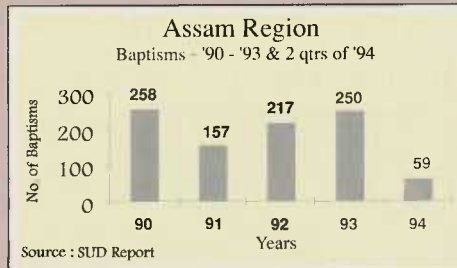 Assam Region
Baptisms - '90 - '93 & 2 qtrs of '94
No. of Baptisms
300
200
100
0
258
157
217
250
59
90 91 92 93 94
Years
Source : SUD Report